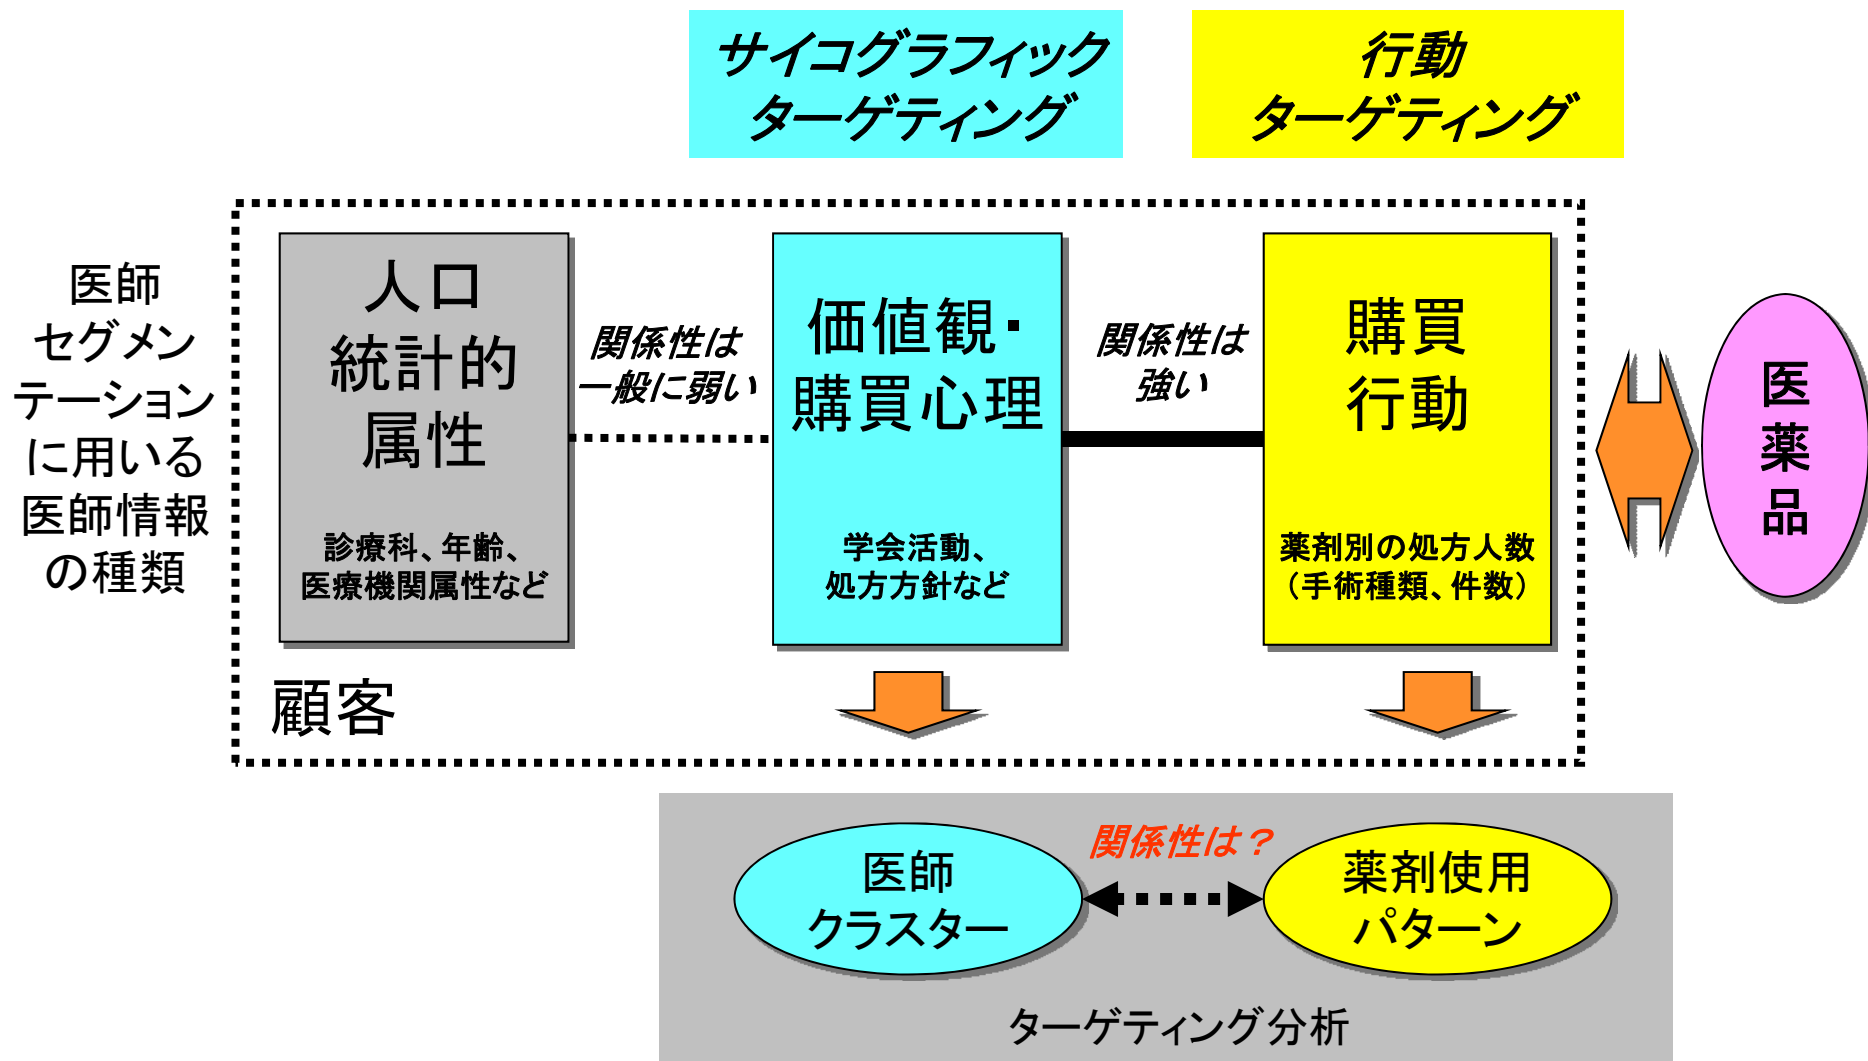 サイコグラフィック
ターゲティング
行動
ターゲティング
医師
セグメン
テーション
に用いる
医師情報
の種類
人口
統計的
属性
診療科、年齢、
医療機関属性など
関係性は
一般に弱い
価値観・
購買心理
学会活動、
処方方針など
関係性は
強い
購買
行動
薬剤別の処方人数
（手術種類、件数）
医
薬
品
顧客
関係性は？
医師
クラスター
薬剤使用
パターン
ターゲティング分析